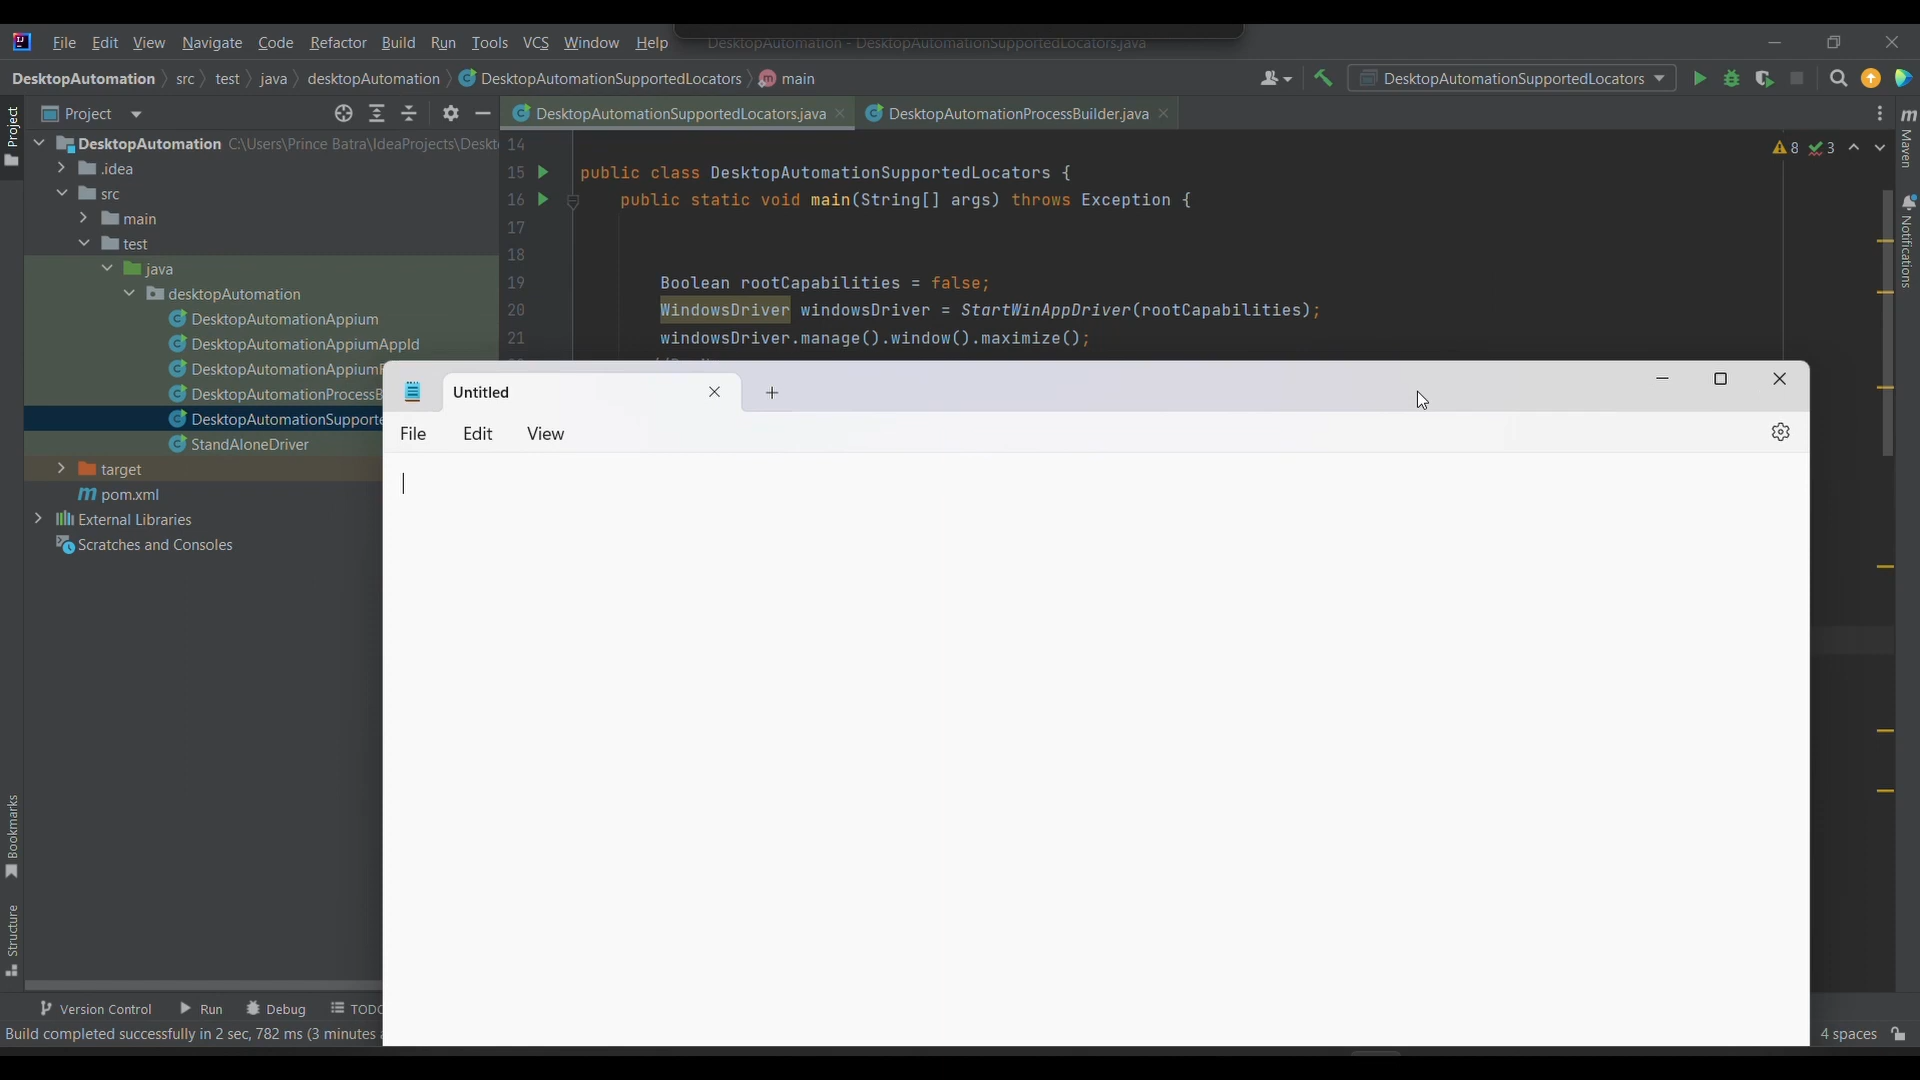 File Edit View Navigate Code Refactor Build Run Tools VCS Window Help DesktopAutomation - DesktopAutomationSupportedLocators.java
DesktopAutomation src test java desktopAutomation DesktopAutomationSupportedLocators main DesktopAutomationSupportedLocators
Project
Project
DesktopAutomationSupportedLocators.java DesktopAutomationProcessBuilder.java
Maven
Notifications
DesktopAutomation C:\Users\Prince Batra\IdeaProjects\Deskt
.idea
src
main
test
java
desktopAutomation
DesktopAutomationAppium
DesktopAutomationAppiumAppId
DesktopAutomationAppium
DesktopAutomationProcessB
DesktopAutomationSupporte
StandAloneDriver
target
pom.xml
External Libraries
Scratches and Consoles
14
8 3
15 public class DesktopAutomationSupportedLocators {
16 public static void main(String[] args) throws Exception {
17
18
19 Boolean rootCapabilities = false;
20 WindowsDriver windowsDriver = StartWinAppDriver(rootCapabilities);
21 windowsDriver.manage().window().maximize();
Untitled
File Edit View
Bookmarks
Structure
Version Control Run Debug TODO
Build completed successfully in 2 sec, 782 ms (3 minutes
4 spaces